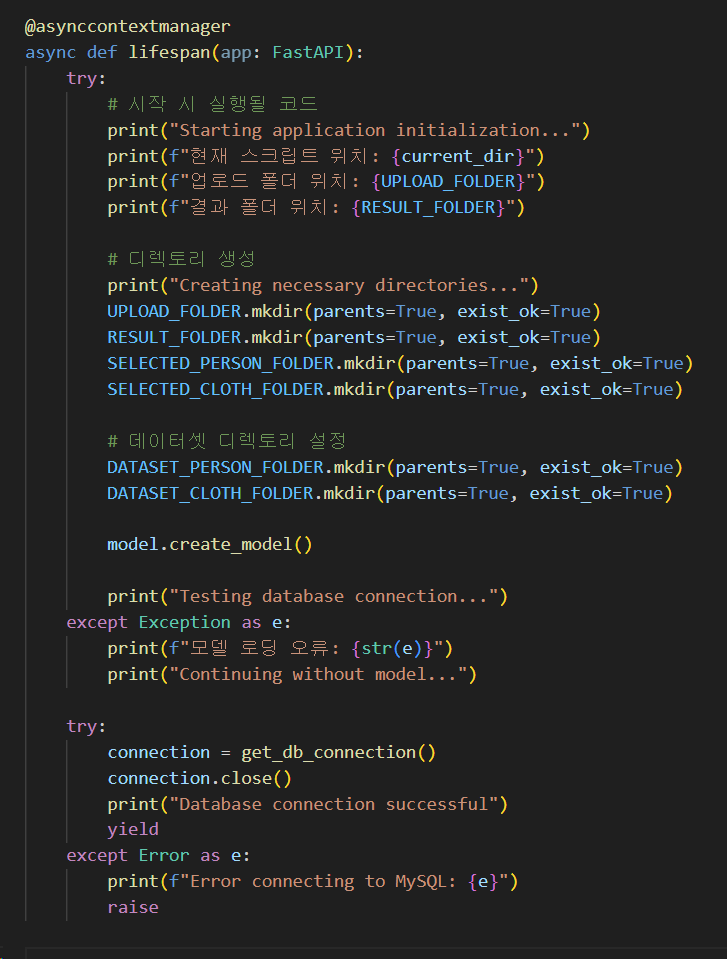 @asynccontextmanager
async def lifespan(app: FastAPI):
    try:
        # 시작 시 실행될 코드
        print("Starting application initialization...")
        print(f"현재 스크립트 위치: {current_dir}")
        print(f"업로드 폴더 위치: {UPLOAD_FOLDER}")
        print(f"결과 폴더 위치: {RESULT_FOLDER}")

        # 디렉토리 생성
        print("Creating necessary directories...")
        UPLOAD_FOLDER.mkdir(parents=True, exist_ok=True)
        RESULT_FOLDER.mkdir(parents=True, exist_ok=True)
        SELECTED_PERSON_FOLDER.mkdir(parents=True, exist_ok=True)
        SELECTED_CLOTH_FOLDER.mkdir(parents=True, exist_ok=True)

        # 데이터셋 디렉토리 설정
        DATASET_PERSON_FOLDER.mkdir(parents=True, exist_ok=True)
        DATASET_CLOTH_FOLDER.mkdir(parents=True, exist_ok=True)

        model.create_model()

        print("Testing database connection...")
    except Exception as e:
        print(f"모델 로딩 오류: {str(e)}")
        print("Continuing without model...")

    try:
        connection = get_db_connection()
        connection.close()
        print("Database connection successful")
        yield
    except Error as e:
        print(f"Error connecting to MySQL: {e}")
        raise